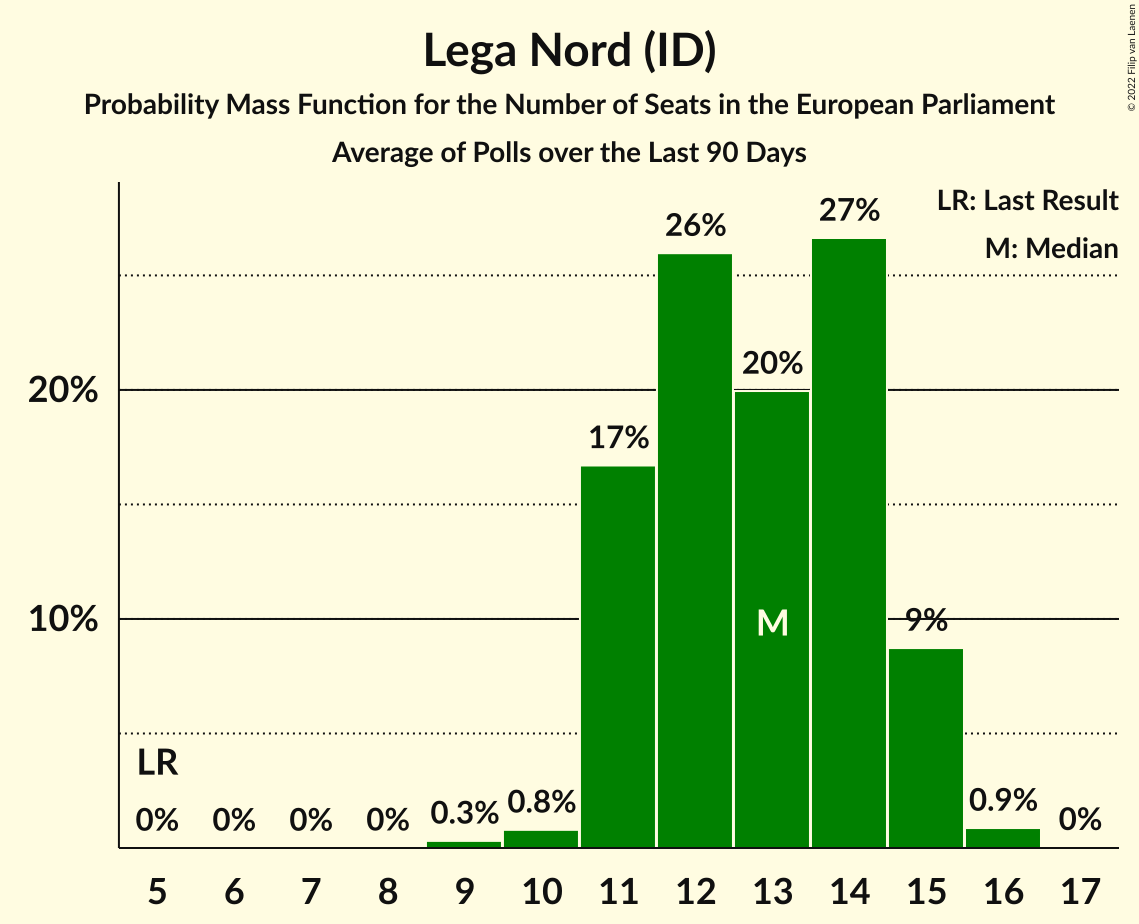 Lega Nord (ID)
Probability Mass Function for the Number of Seats in the European Parliament
Average of Polls over the Last 90 Days
© 2022 Filip van Laenen
LR: Last Result
M: Median
20%
10%
LR
0%
0%
0%
0%
0.3%
0.8%
17%
26%
20%
M
27%
9%
0.9%
0%
5 6 7 8 9 10 11 12 13 14 15 16 17